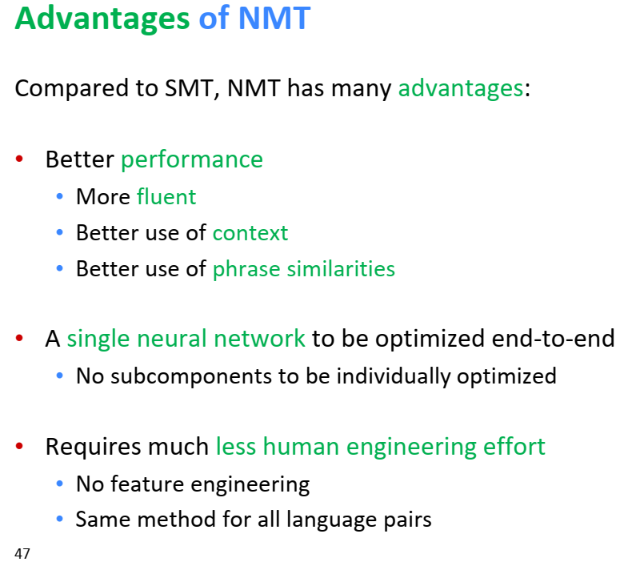 Advantages of NMT
Compared to SMT, NMT has many advantages:
• Better performance
• More fluent
• Better use of context
• Better use of phrase similarities
• A single neural network to be optimized end-to-end
• No subcomponents to be individually optimized
• Requires much less human engineering effort
• No feature engineering
• Same method for all language pairs
47